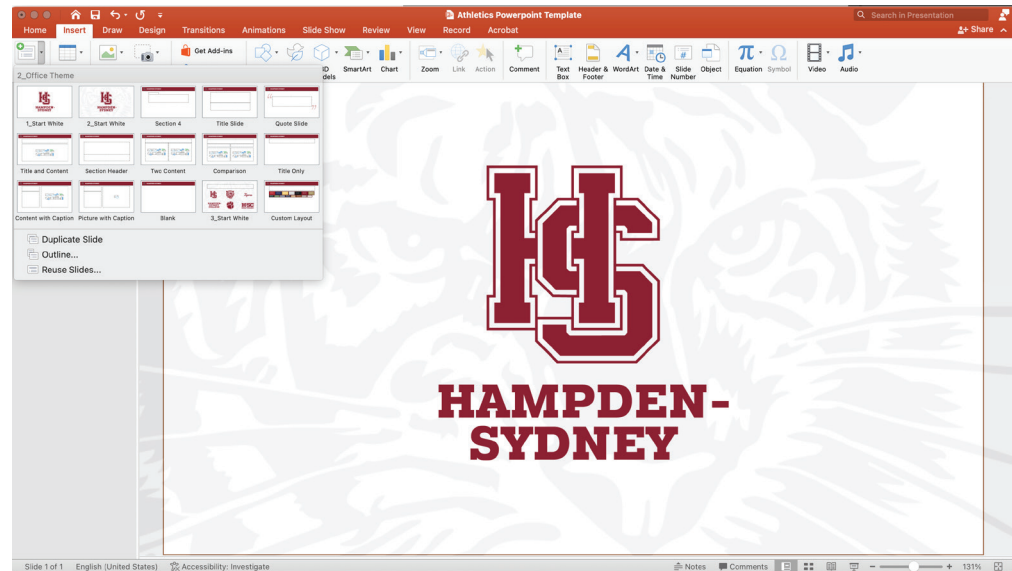 Athletics Powerpoint Template
Search in Presentation
Home Insert Draw Design Transitions Animations Slide Show Review View Record Acrobat
Share
Get Add-ins
SmartArt Chart Zoom Link Action Comment Text Box Header & Footer WordArt Date & Time Slide Number Object Equation Symbol Video Audio
2_Office Theme
1_Start White 2_Start White Section 4 Title Slide Quote Slide
Title and Content Section Header Two Content Comparison Title Only
Content with Caption Picture with Caption Blank 3_Start White Custom Layout
Duplicate Slide
Outline...
Reuse Slides...
HS
HAMPDEN-
SYDNEY
Slide 1 of 1 English (United States) Accessibility: Investigate Notes Comments 131%